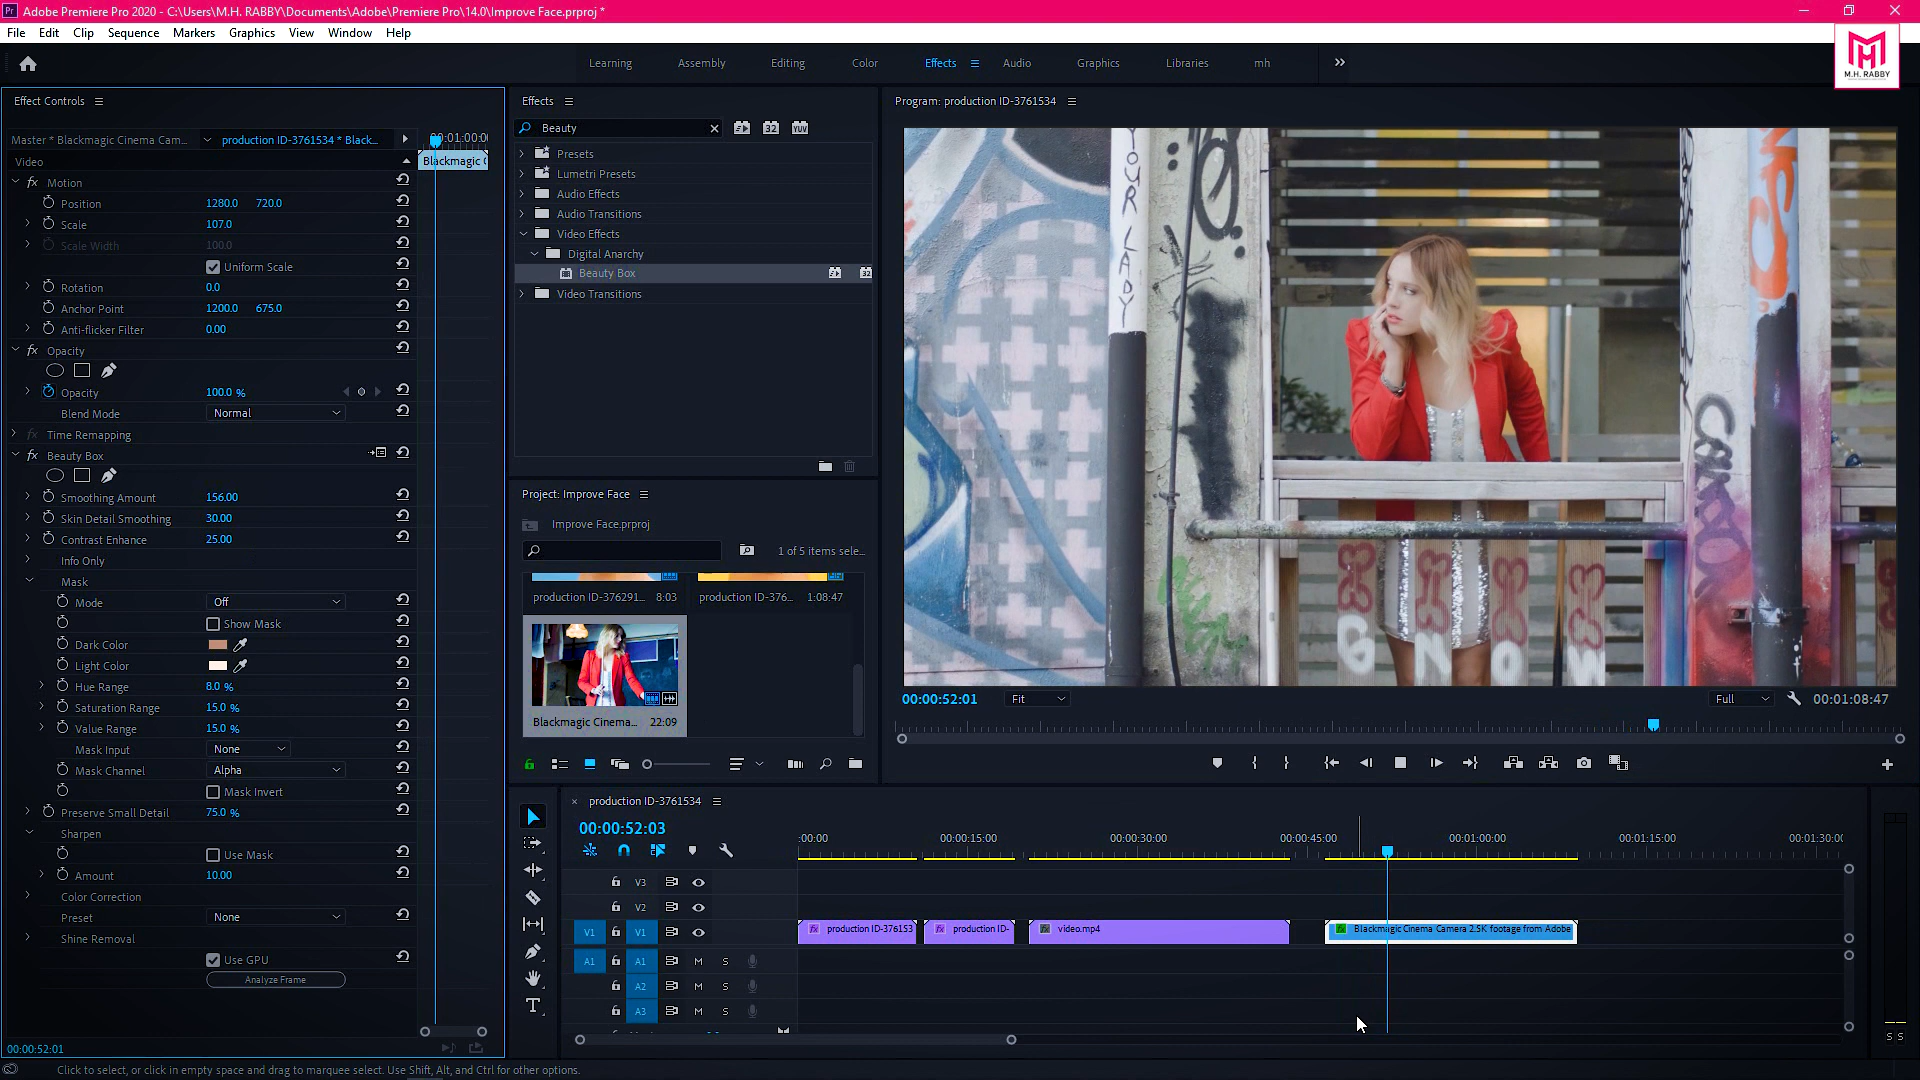 Adobe Premiere Pro 2020 - C:\Users\M.H. RABBY\Documents\Adobe\Premiere Pro\14.0\Improve Face.prproj *
File Edit Clip Sequence Markers Graphics View Window Help
Learning Assembly Editing Color Effects Audio Graphics Libraries mh
M.H. RABBY
Effect Controls
Master * Blackmagic Cinema Cam... production ID-3761534 * Black...
00:01:00:0
Video
Blackmagic
Motion
Position 1280.0 720.0
Scale 107.0
Scale Width 100.0
Uniform Scale
Rotation 0.0
Anchor Point 1200.0 675.0
Anti-flicker Filter 0.00
Opacity
Opacity 100.0 %
Blend Mode Normal
Time Remapping
Beauty Box
Smoothing Amount 156.00
Skin Detail Smoothing 30.00
Contrast Enhance 25.00
Info Only
Mask
Mode Off
Show Mask
Dark Color
Light Color
Hue Range 8.0 %
Saturation Range 15.0 %
Value Range 15.0 %
Mask Input None
Mask Channel Alpha
Mask Invert
Preserve Small Detail 75.0 %
Sharpen
Use Mask
Amount 10.00
Color Correction
Preset None
Shine Removal
Use GPU
Analyze Frame
00:00:52:01
Effects
Beauty
32 YUV
Presets
Lumetri Presets
Audio Effects
Audio Transitions
Video Effects
Digital Anarchy
Beauty Box
Video Transitions
Project: Improve Face
Improve Face.prproj
1 of 5 items sele...
production ID-376291... 8:03
production ID-376... 1:08:47
Blackmagic Cinema... 22:09
Program: production ID-3761534
YOUR LADY
00:00:52:01 Fit Full 00:01:08:47
production ID-3761534
00:00:52:03
:00:00 00:00:15:00 00:00:30:00 00:00:45:00 00:01:00:00 00:01:15:00 00:01:30:00
V3
V2
V1 V1
production ID-376153
production ID-
video.mp4
Blackmagic Cinema Camera 2.5K footage from Adobe
A1 A1 M S
A2 M S
A3 M S
S S
Click to select, or click in empty space and drag to marquee select. Use Shift, Alt, and Ctrl for other options.